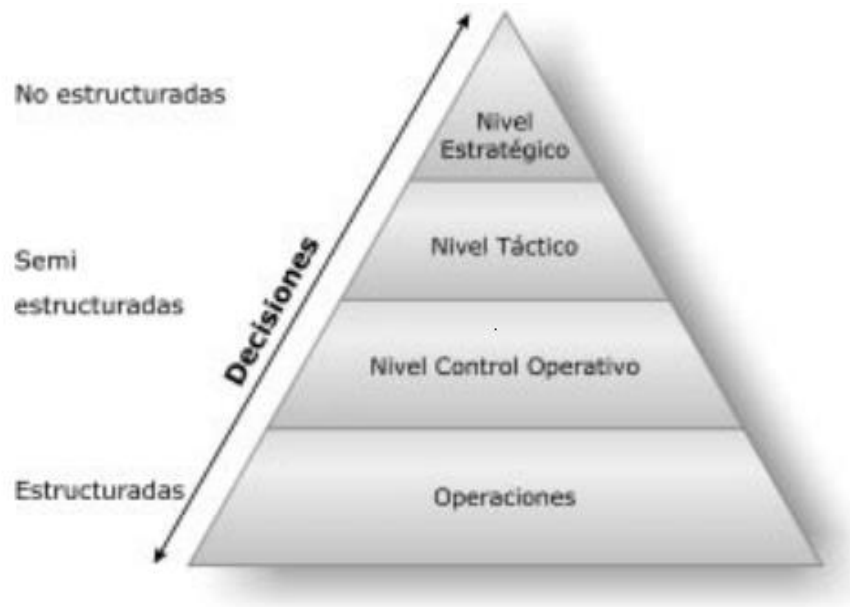 No estructuradas
Nivel
Estratégico
Semi
estructuradas
Decisiones
Nivel Táctico
Nivel Control Operativo
Estructuradas
Operaciones